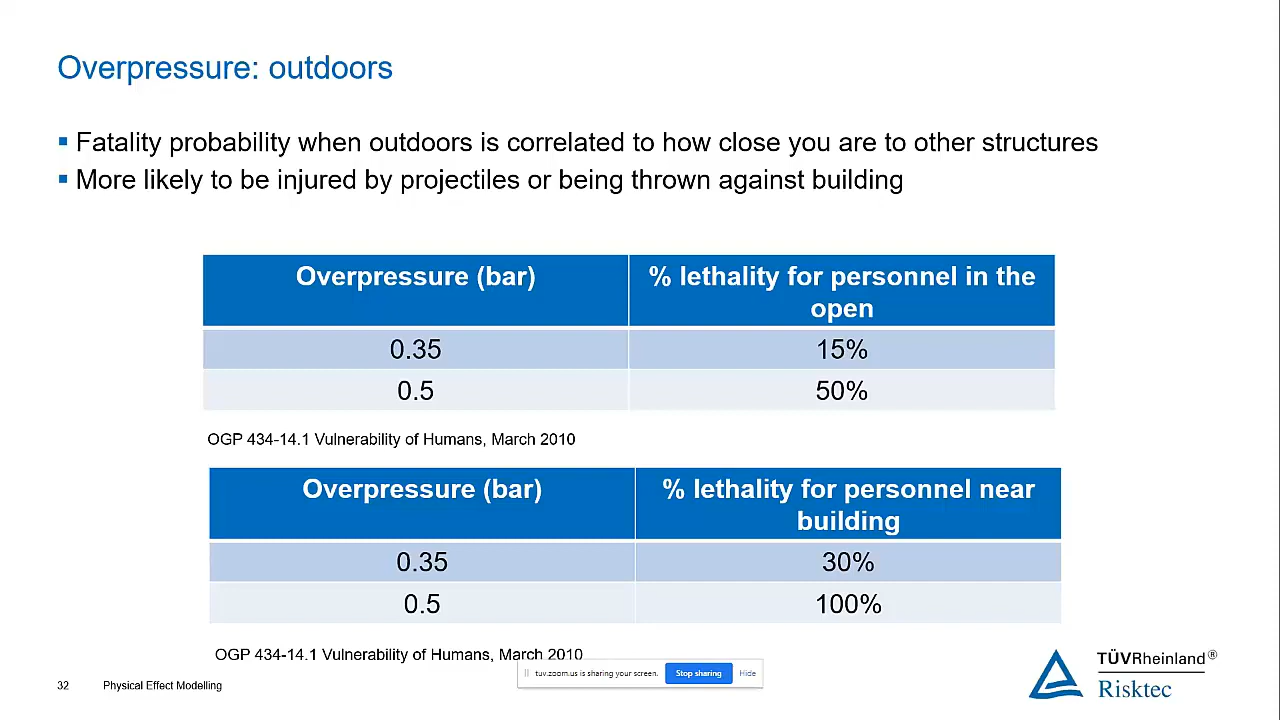 Overpressure: outdoors
Fatality probability when outdoors is correlated to how close you are to other structures
More likely to be injured by projectiles or being thrown against building
Overpressure (bar) % lethality for personnel in the
open
0.35 15%
0.5 50%
OGP 434-14.1 Vulnerability of Humans, March 2010
Overpressure (bar) % lethality for personnel near
building
0.35 30%
0.5 100%
OGP 434-14.1 Vulnerability of Humans, March 2010
tuv.zoom.us is sharing your screen. Stop sharing Hide
32 Physical Effect Modelling
TÜVRheinland®
Risktec